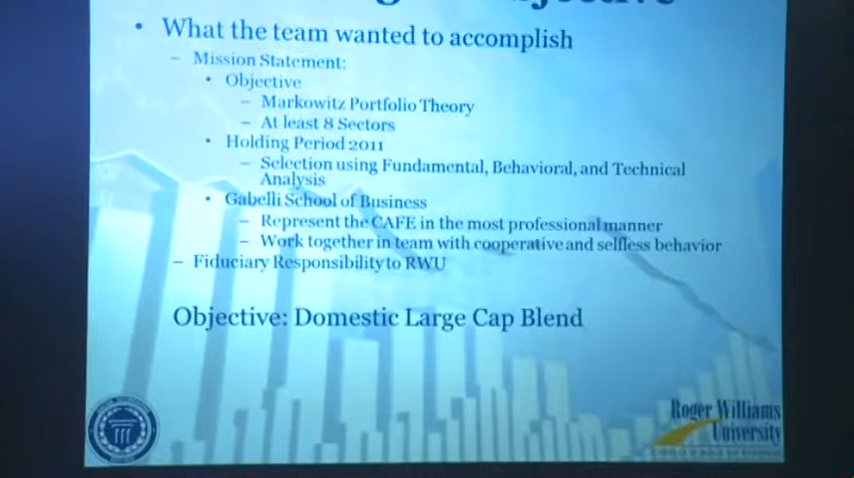 • What the team wanted to accomplish
– Mission Statement:
• Objective
– Markowitz Portfolio Theory
– At least 8 Sectors
• Holding Period 2011
– Selection using Fundamental, Behavioral, and Technical
Analysis
• Gabelli School of Business
– Represent the CAFE in the most professional manner
– Work together in team with cooperative and selfless behavior
– Fiduciary Responsibility to RWU
Objective: Domestic Large Cap Blend
Roger Williams
University